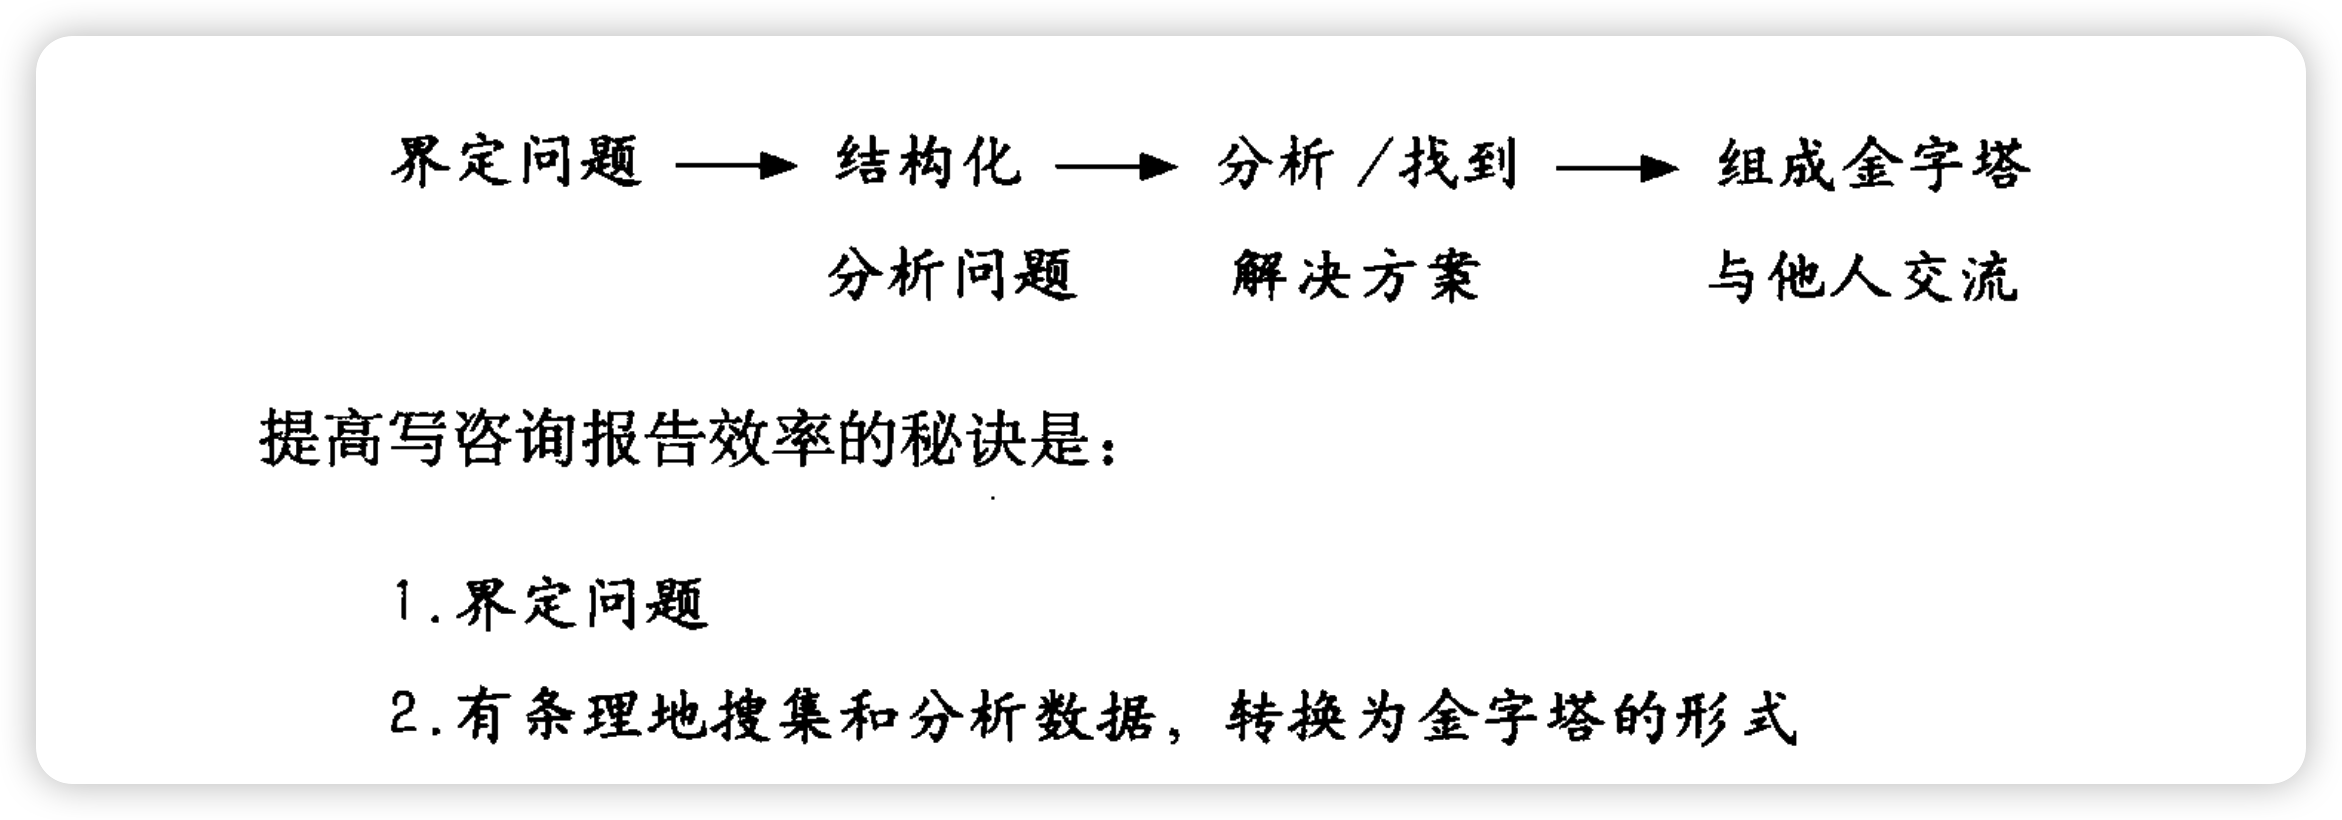 界定问题 → 结构化 → 分析/找到 → 组成金字塔
分析问题 解决方案 与他人交流
提高写咨询报告效率的秘诀是：
1.界定问题
2.有条理地搜集和分析数据，转换为金字塔的形式